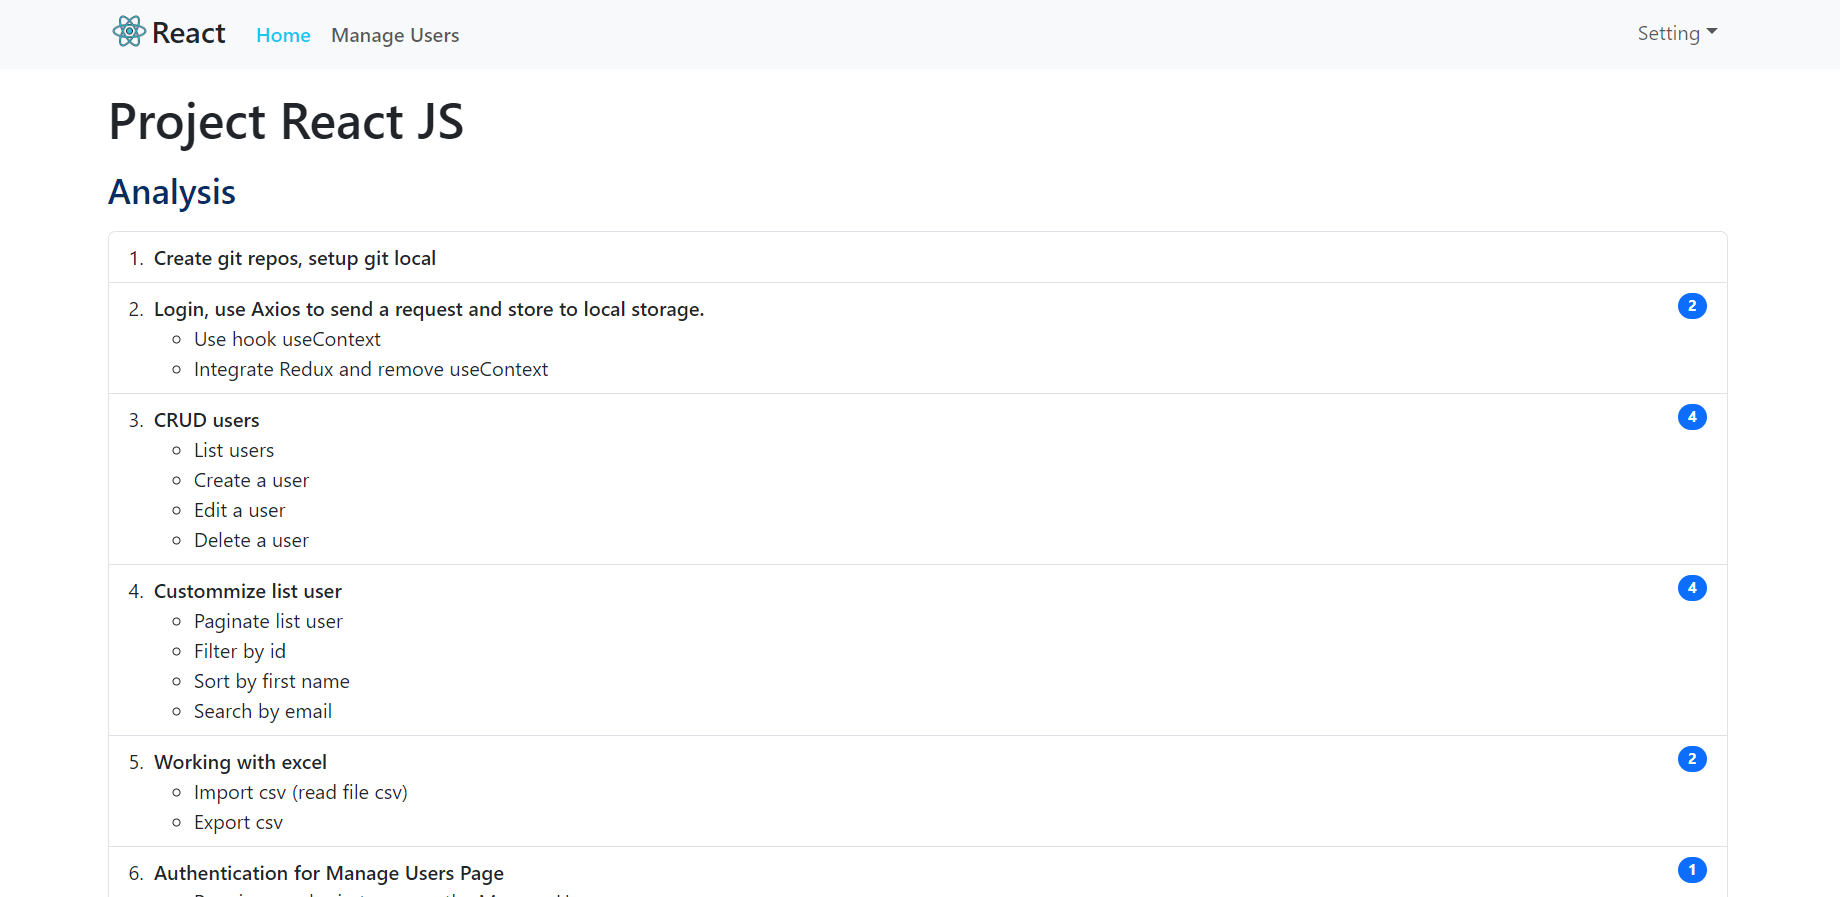 React Home Manage Users Setting
Project React JS
Analysis
1. Create git repos, setup git local
2. Login, use Axios to send a request and store to local storage. 2
Use hook useContext
Integrate Redux and remove useContext
3. CRUD users 4
List users
Create a user
Edit a user
Delete a user
4. Custommize list user 4
Paginate list user
Filter by id
Sort by first name
Search by email
5. Working with excel 2
Import csv (read file csv)
Export csv
6. Authentication for Manage Users Page 1